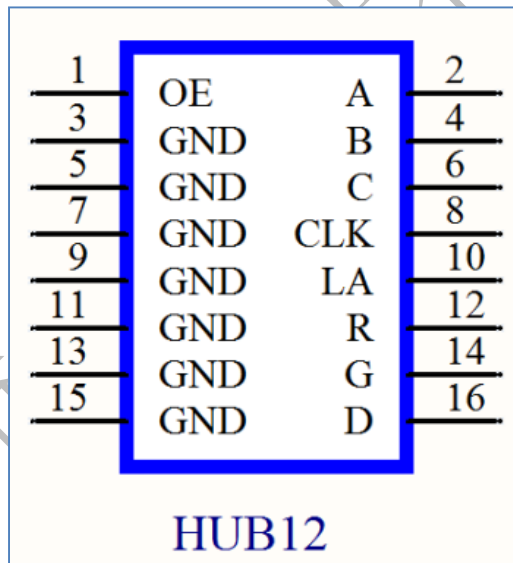 1 OE A 2
3 GND B 4
5 GND C 6
7 GND CLK 8
9 GND LA 10
11 GND R 12
13 GND G 14
15 GND D 16
HUB12